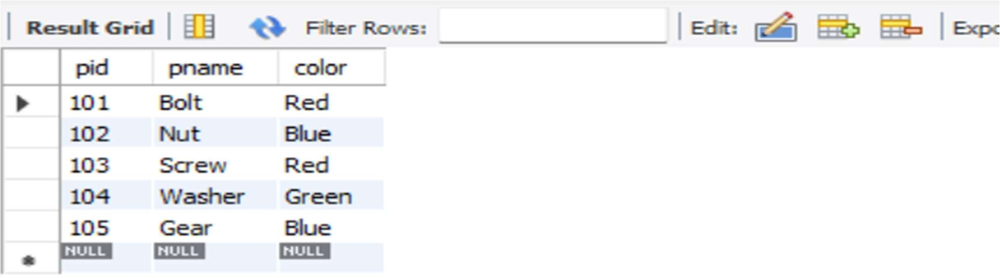 Result Grid Filter Rows: Edit: Expo
pid pname color
101 Bolt Red
102 Nut Blue
103 Screw Red
104 Washer Green
105 Gear Blue
NULL NULL NULL